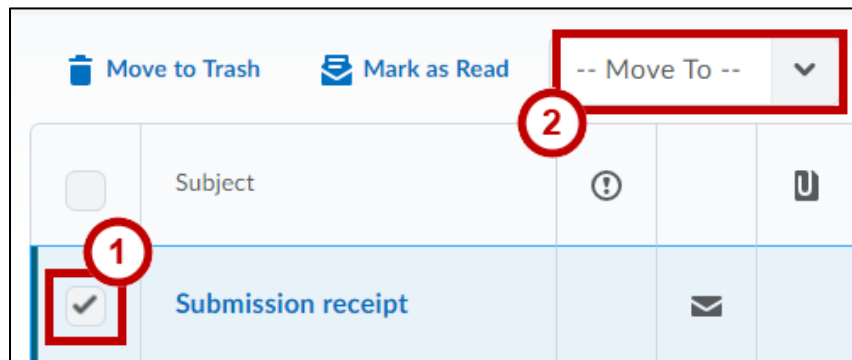 Move to Trash Mark as Read -- Move To --
2
Subject
1
Submission receipt